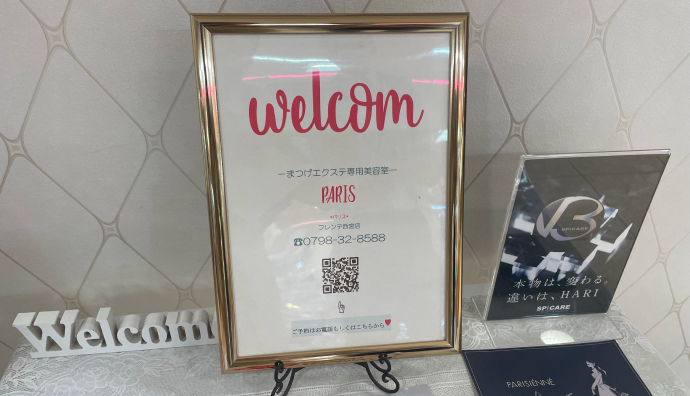 welcom
ーまつげエクステ専用美容室ー
PARIS
フレンテ西宮店
☎0798-32-8588
ご予約はお電話もしくはこちらから♥
Welcome
V3
SPICARE
本物は、変わる。
違いは、HARI
SPICARE
PARISIENNE